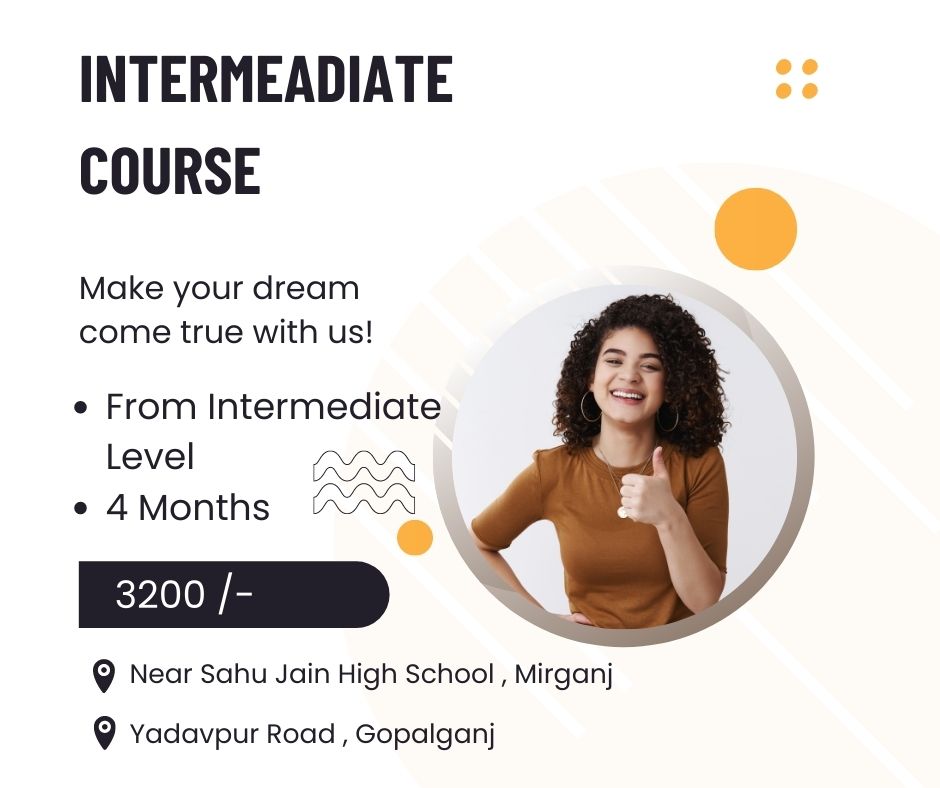 INTERMEADIATE
COURSE
Make your dream
come true with us!
• From Intermediate
Level
• 4 Months
3200 /-
Near Sahu Jain High School , Mirganj
Yadavpur Road , Gopalganj